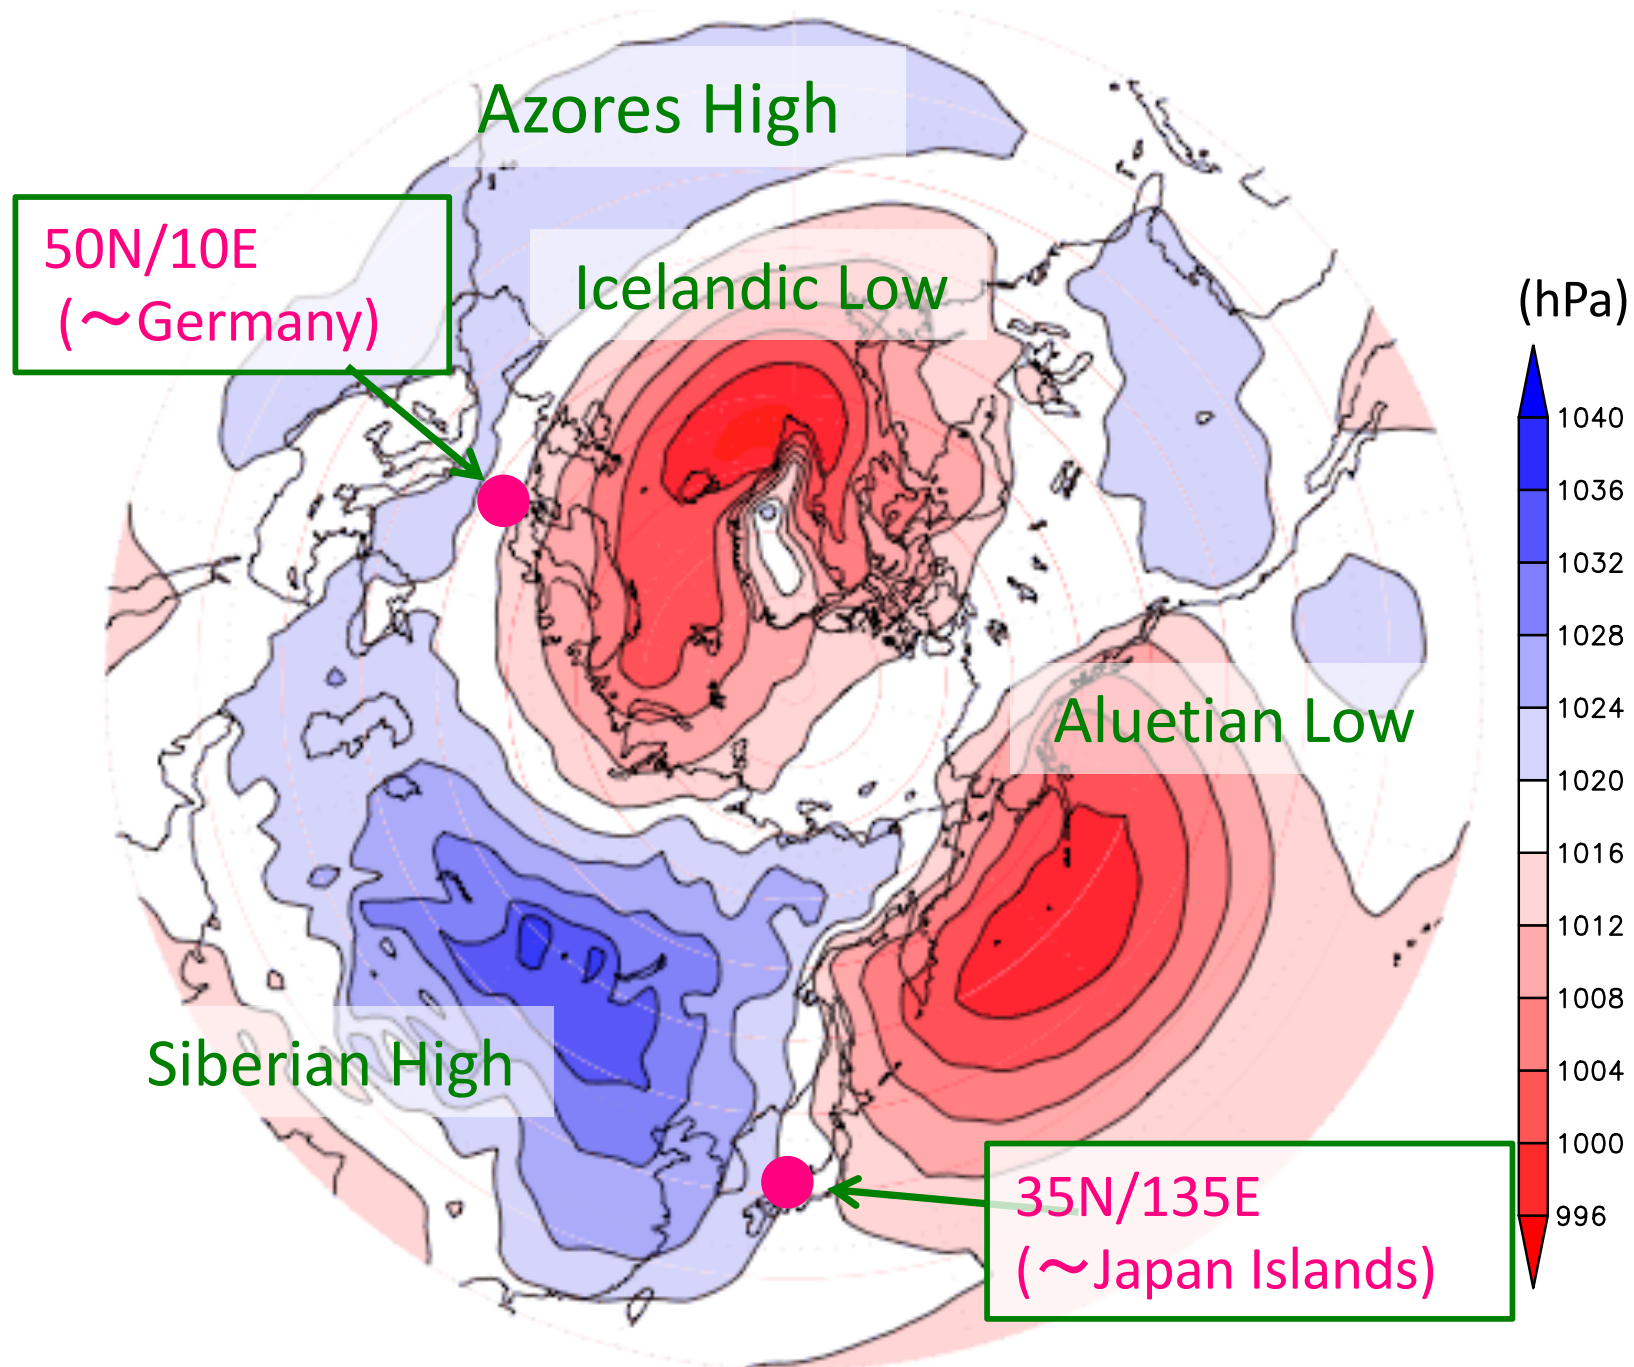 Azores High
50N/10E
(～Germany)
Icelandic Low
(hPa)
1040
1036
1032
1028
1024
1020
1016
1012
1008
1004
1000
996
Aluetian Low
Siberian High
35N/135E
(～Japan Islands)